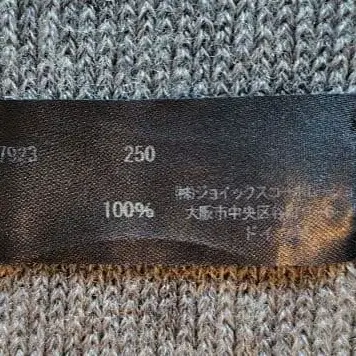 7923 250
㈱ジョイックスコーポレー
100% 大阪市中央区
ドイ